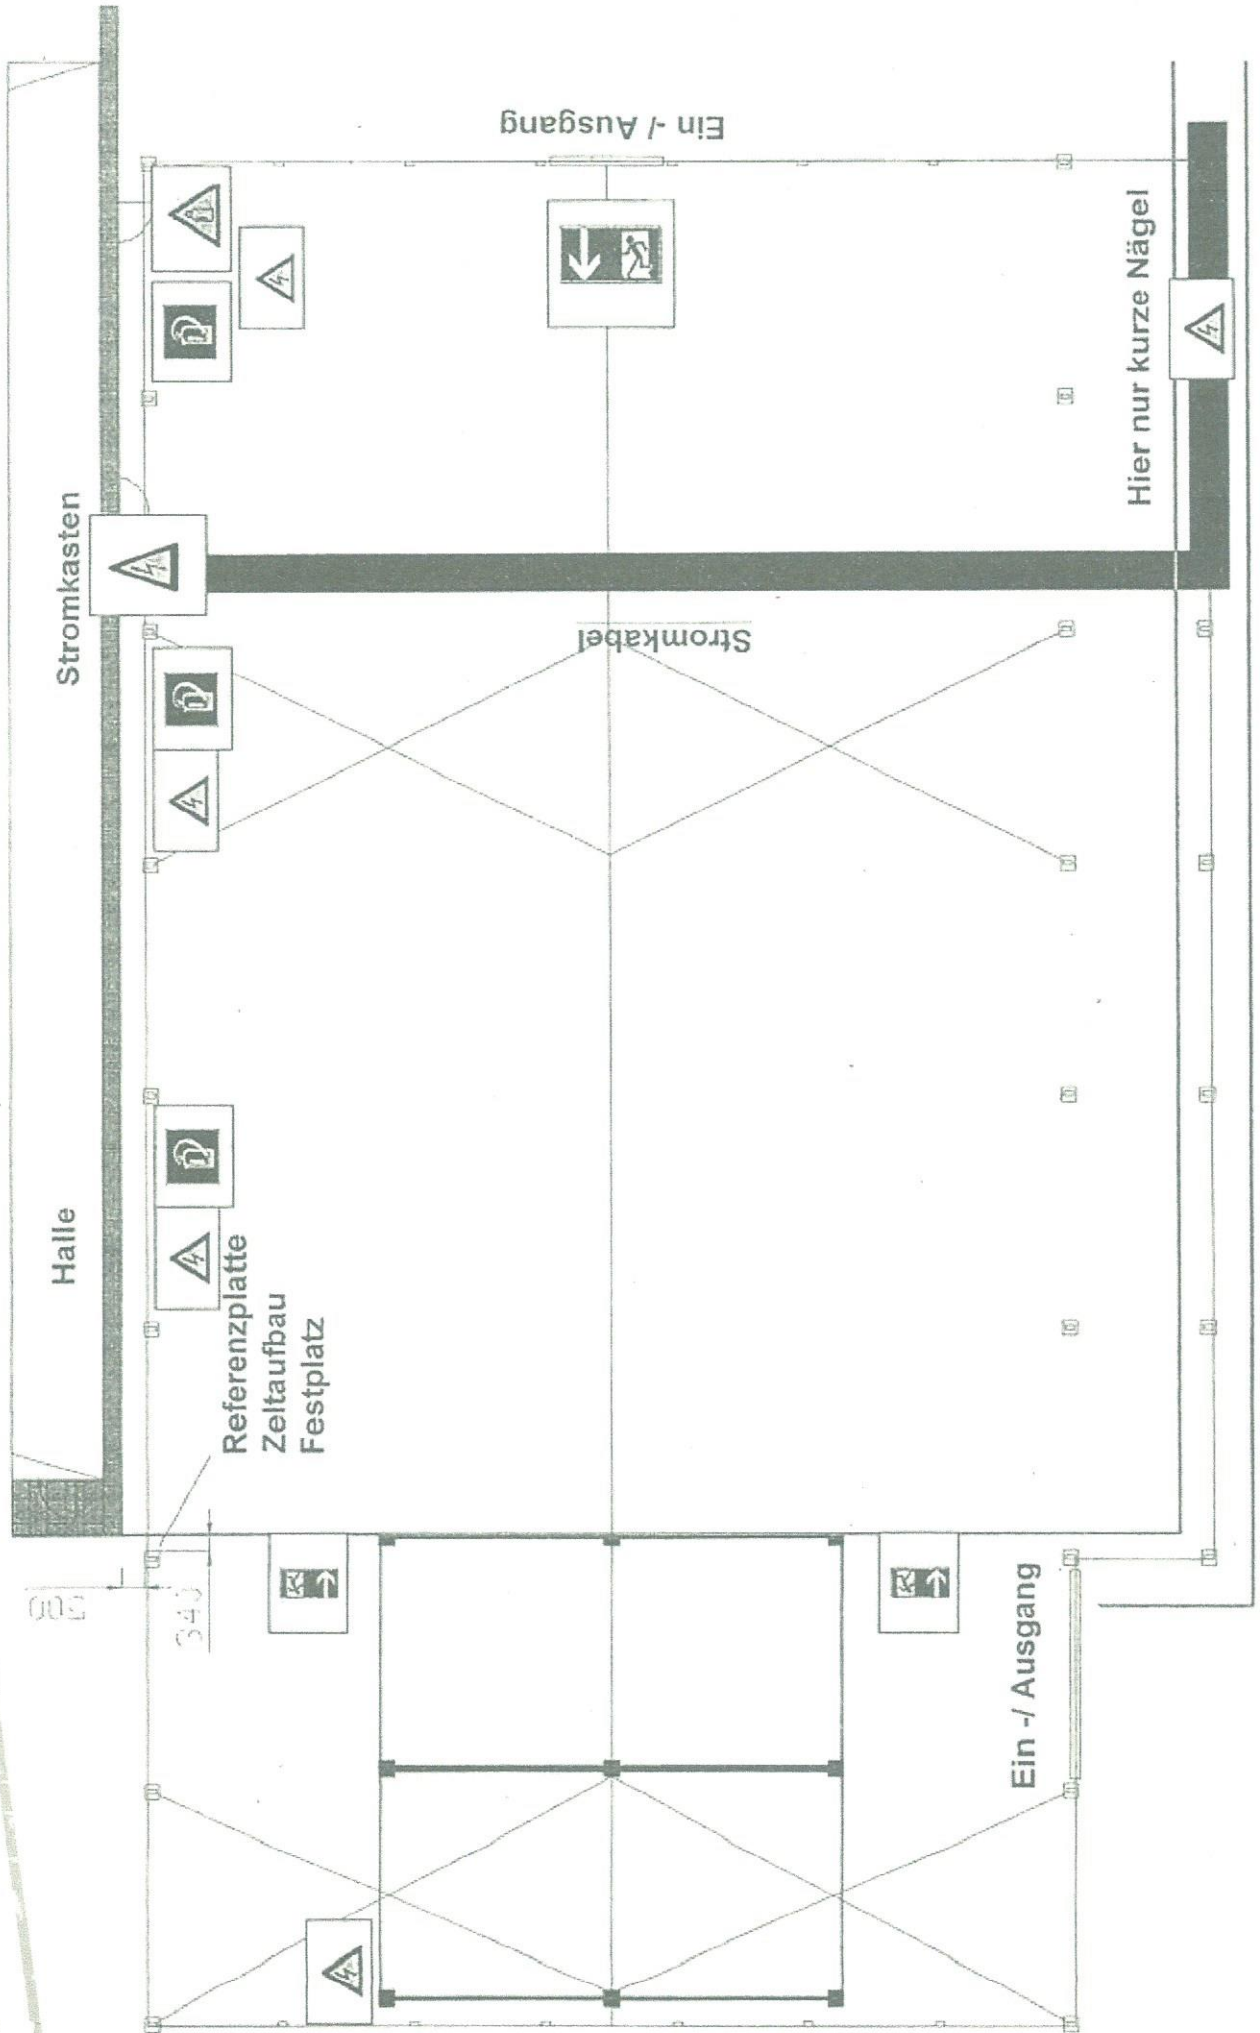 Halle
Stromkasten
Referenzplatte
Zeltaufbau
Festplatz
500
340
Stromkabel
Ein -/ Ausgang
Ein -/ Ausgang
Hier nur kurze Nägel